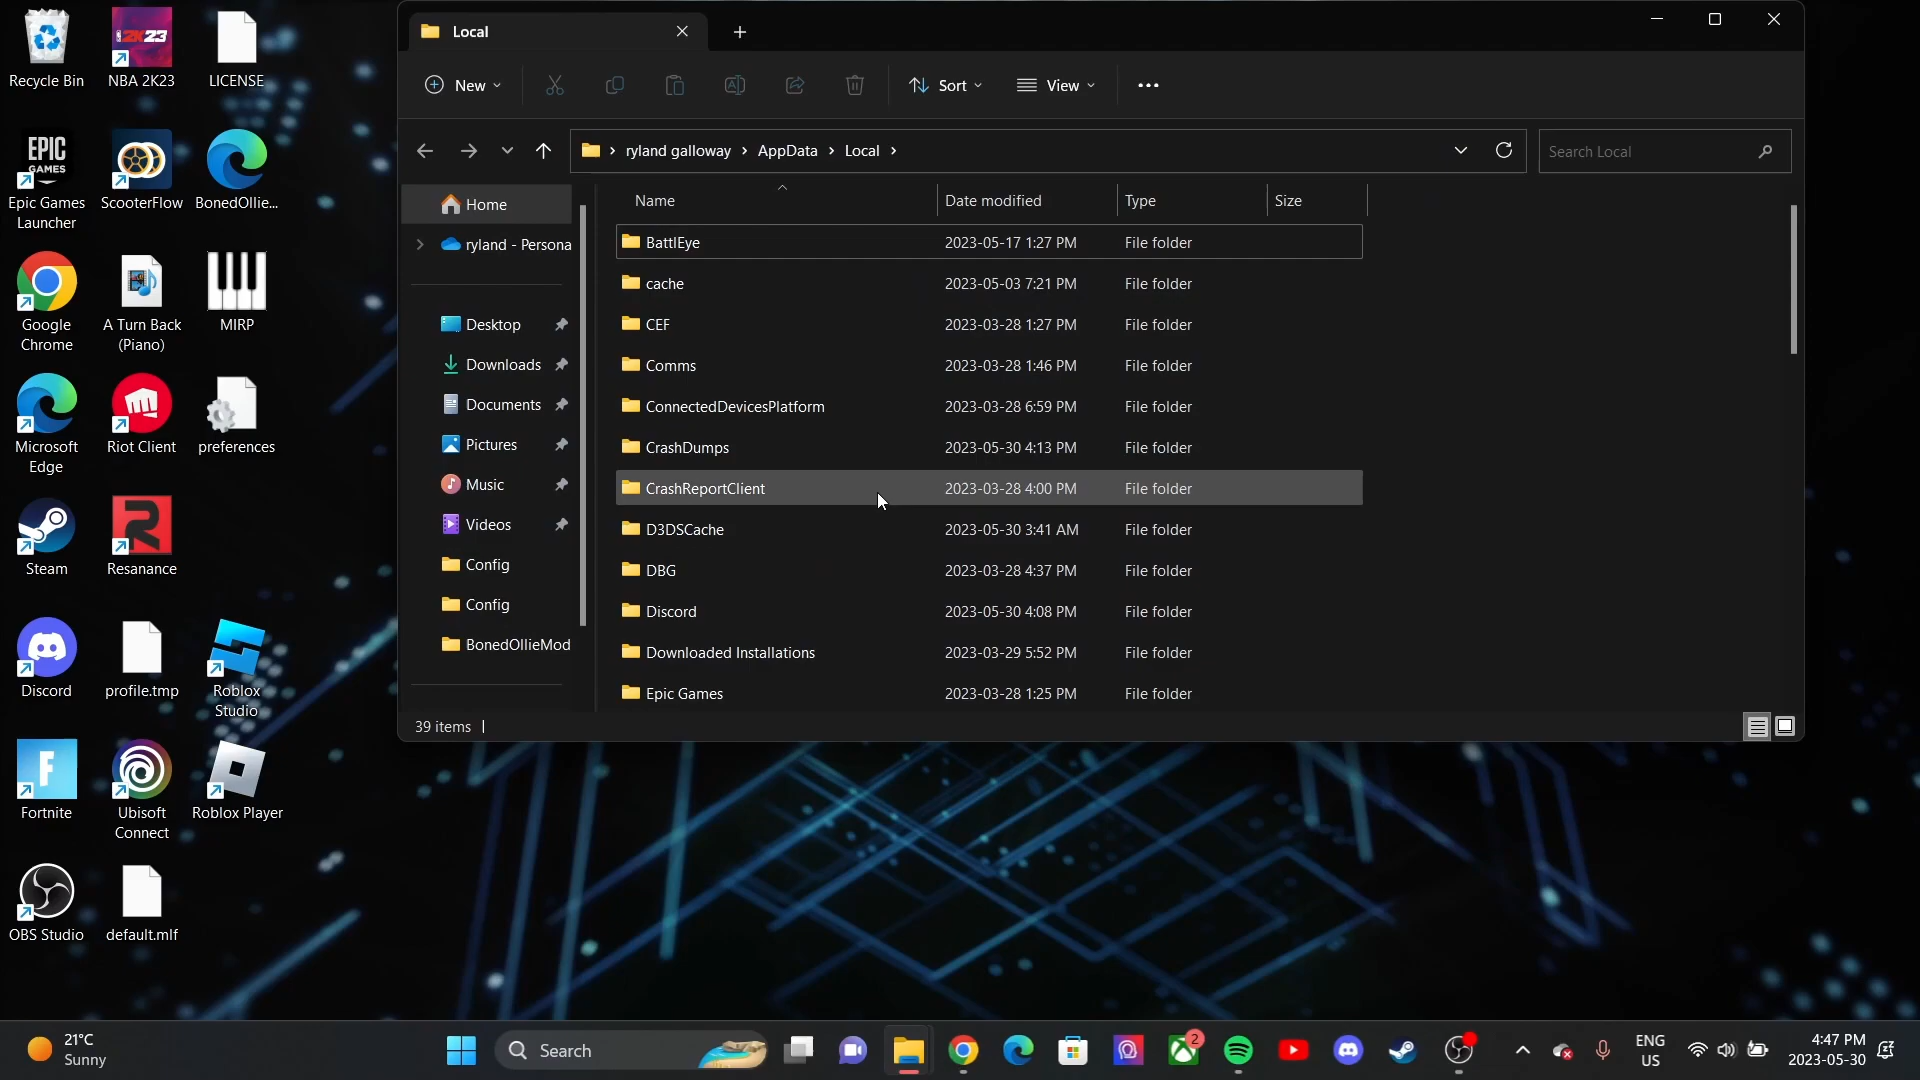 Recycle Bin
NBA 2K23
LICENSE
Epic Games
Launcher
ScooterFlow
BonedOllie...
Google
Chrome
A Turn Back
(Piano)
MIRP
Microsoft
Edge
Riot Client
preferences
Steam
Resanance
Discord
profile.tmp
Roblox
Studio
Fortnite
Ubisoft
Connect
Roblox Player
OBS Studio
default.mlf
2K23
EPIC
GAMES
Local
New
Sort
View
ryland galloway
AppData
Local
Search Local
Home
ryland - Persona
Desktop
Downloads
Documents
Pictures
Music
Videos
Config
Config
BonedOllieMod
Name Date modified Type Size
BattlEye 2023-05-17 1:27 PM File folder
cache 2023-05-03 7:21 PM File folder
CEF 2023-03-28 1:27 PM File folder
Comms 2023-03-28 1:46 PM File folder
ConnectedDevicesPlatform 2023-03-28 6:59 PM File folder
CrashDumps 2023-05-30 4:13 PM File folder
CrashReportClient 2023-03-28 4:00 PM File folder
D3DSCache 2023-05-30 3:41 AM File folder
DBG 2023-03-28 4:37 PM File folder
Discord 2023-05-30 4:08 PM File folder
Downloaded Installations 2023-03-29 5:52 PM File folder
Epic Games 2023-03-28 1:25 PM File folder
39 items
21°C
Sunny
Search
2
ENG
US
4:47 PM
2023-05-30